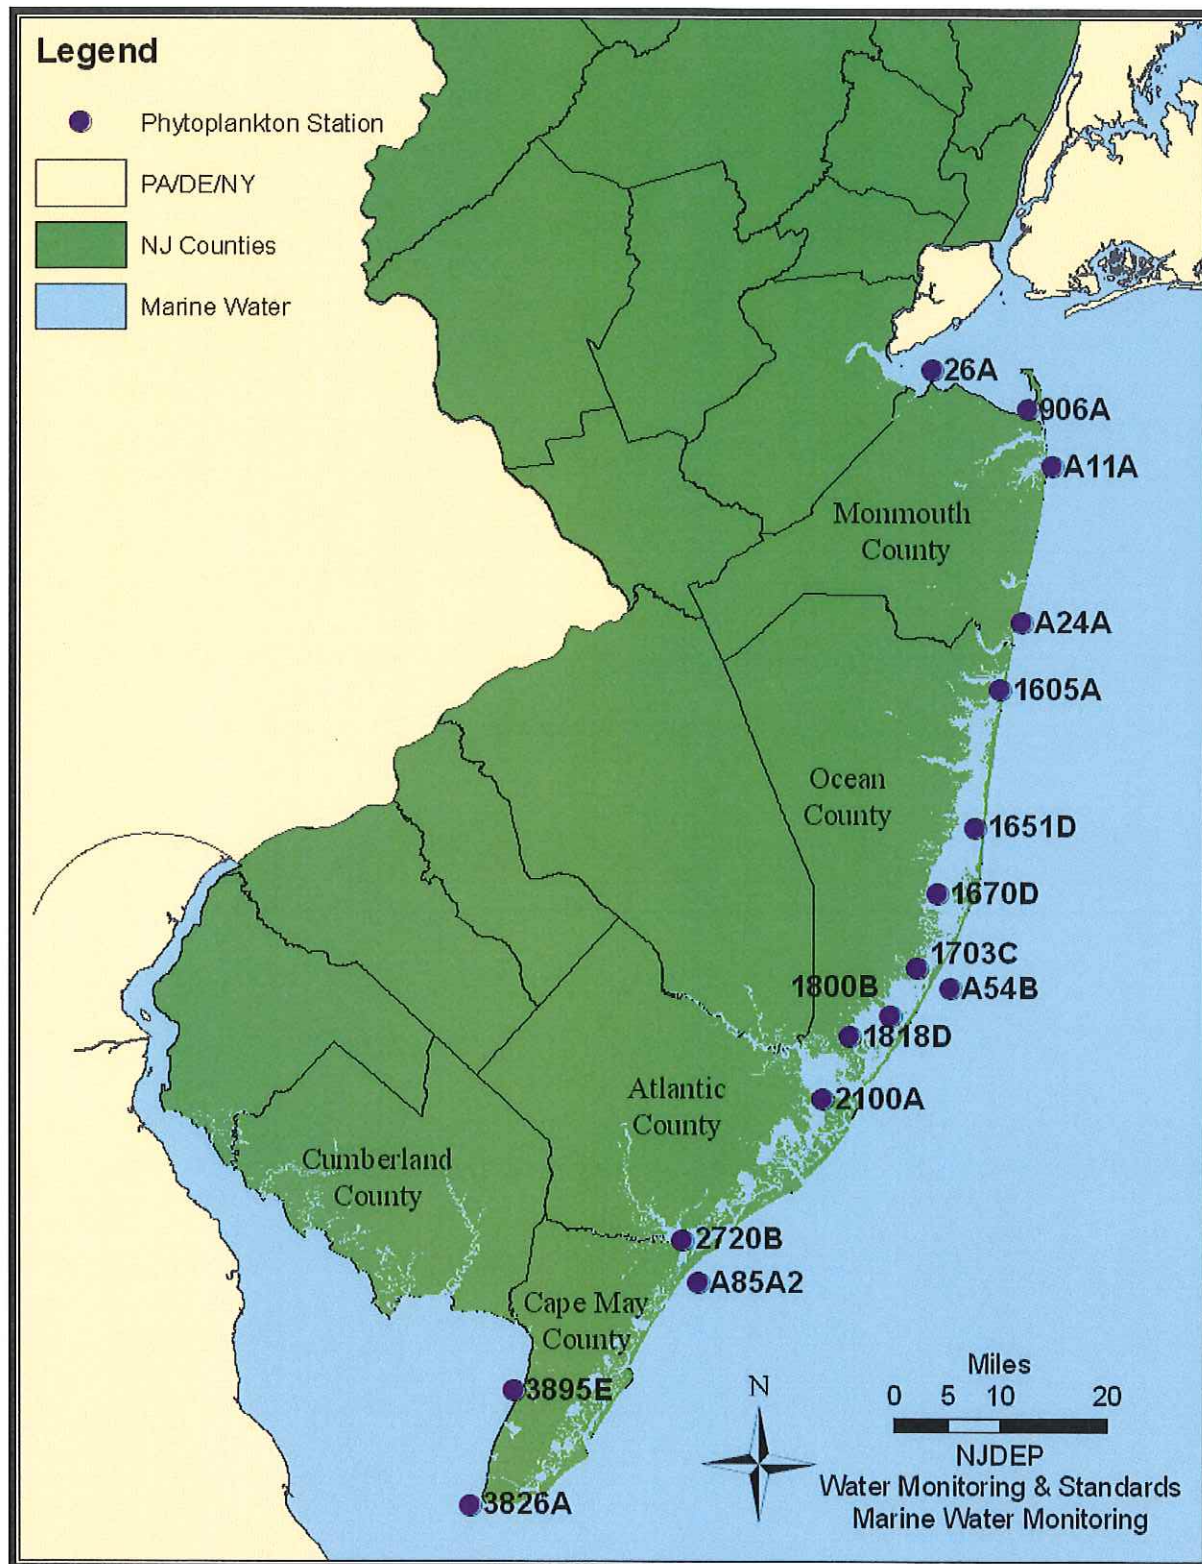 Legend
Phytoplankton Station
PA/DE/NY
NJ Counties
Marine Water
26A
906A
A11A
Monmouth
County
A24A
1605A
Ocean
County
1651D
1670D
1703C
A54B
1800B
1818D
2100A
Atlantic
County
Cumberland
County
2720B
A85A2
Cape May
County
3895E
3826A
N
Miles
0 5 10 20
NJDEP
Water Monitoring & Standards
Marine Water Monitoring